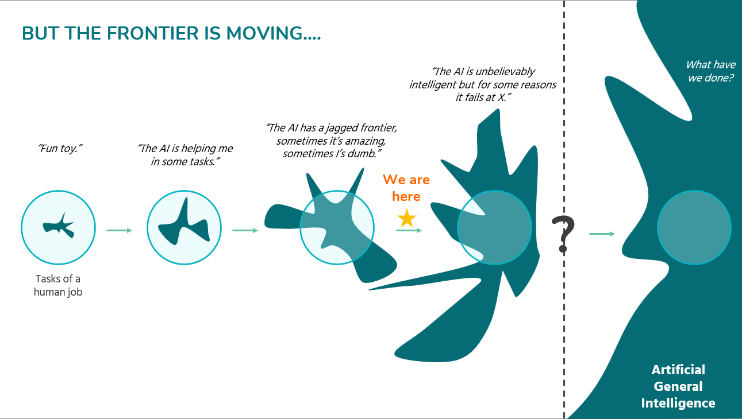 BUT THE FRONTIER IS MOVING....
"Fun toy."
"The AI is helping me
in some tasks."
"The AI has a jagged frontier,
sometimes it's amazing,
sometimes I's dumb."
"The AI is unbelievably
intelligent but for some reasons
it fails at X."
What have
we done?
We are
here
?
Tasks of a
human job
Artificial
General
Intelligence